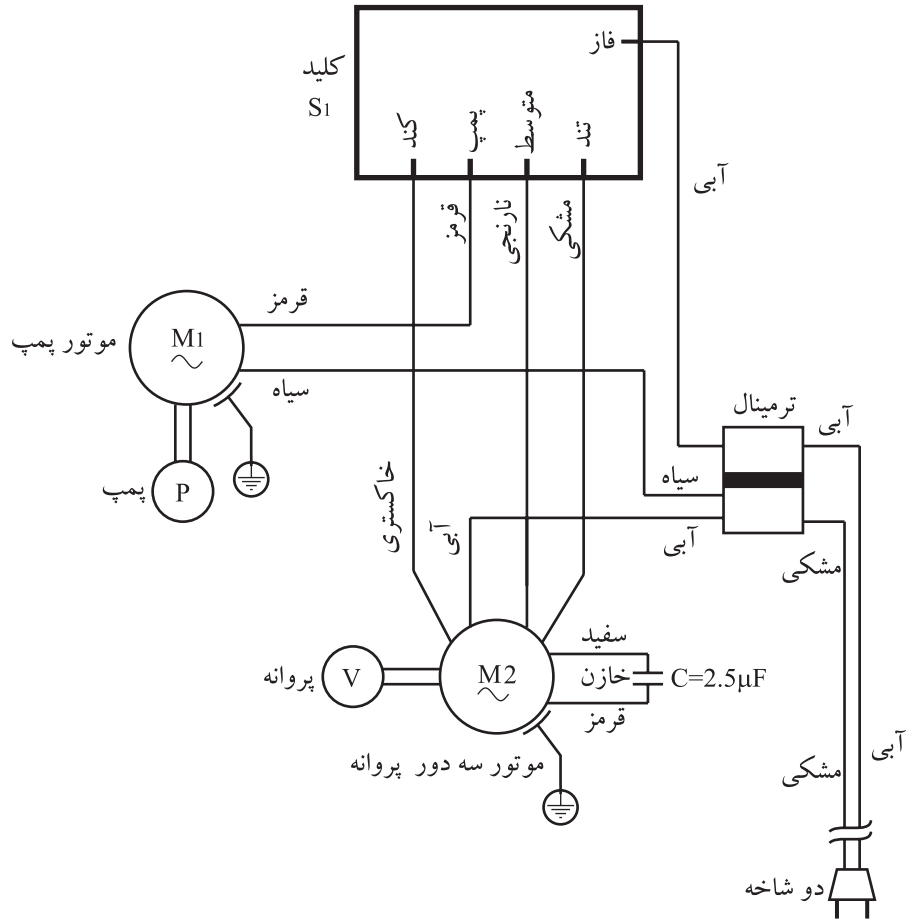 فاز
کلید
S1
کند
پمپ
متوسط
تند
آبی
قرمز
نارنجی
مشکی
قرمز
M1
موتور پمپ
سیاه
ترمینال
آبی
سیاه
P
پمپ
خاکستری
آبی
آبی
مشکی
سفید
M2
خازن
C=2.5µF
V
پروانه
قرمز
موتور سه دور پروانه
آبی
مشکی
دو شاخه